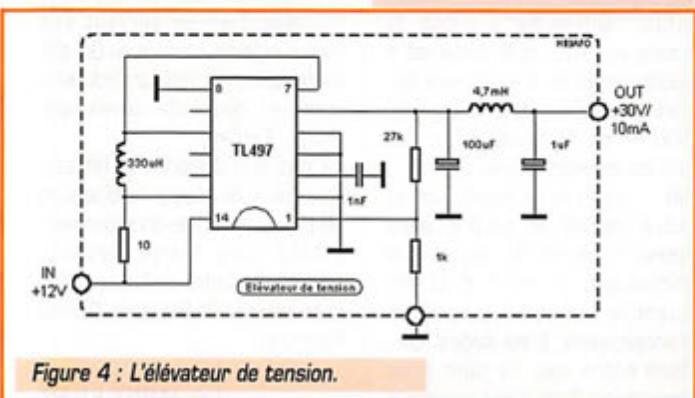 8
7
4,7mH
OUT
+30V/
10mA
TL497
27k
100uF
1uF
330uH
1nF
14
1
10
1k
IN
+12V
Elévateur de tension
Figure 4 : L'élévateur de tension.